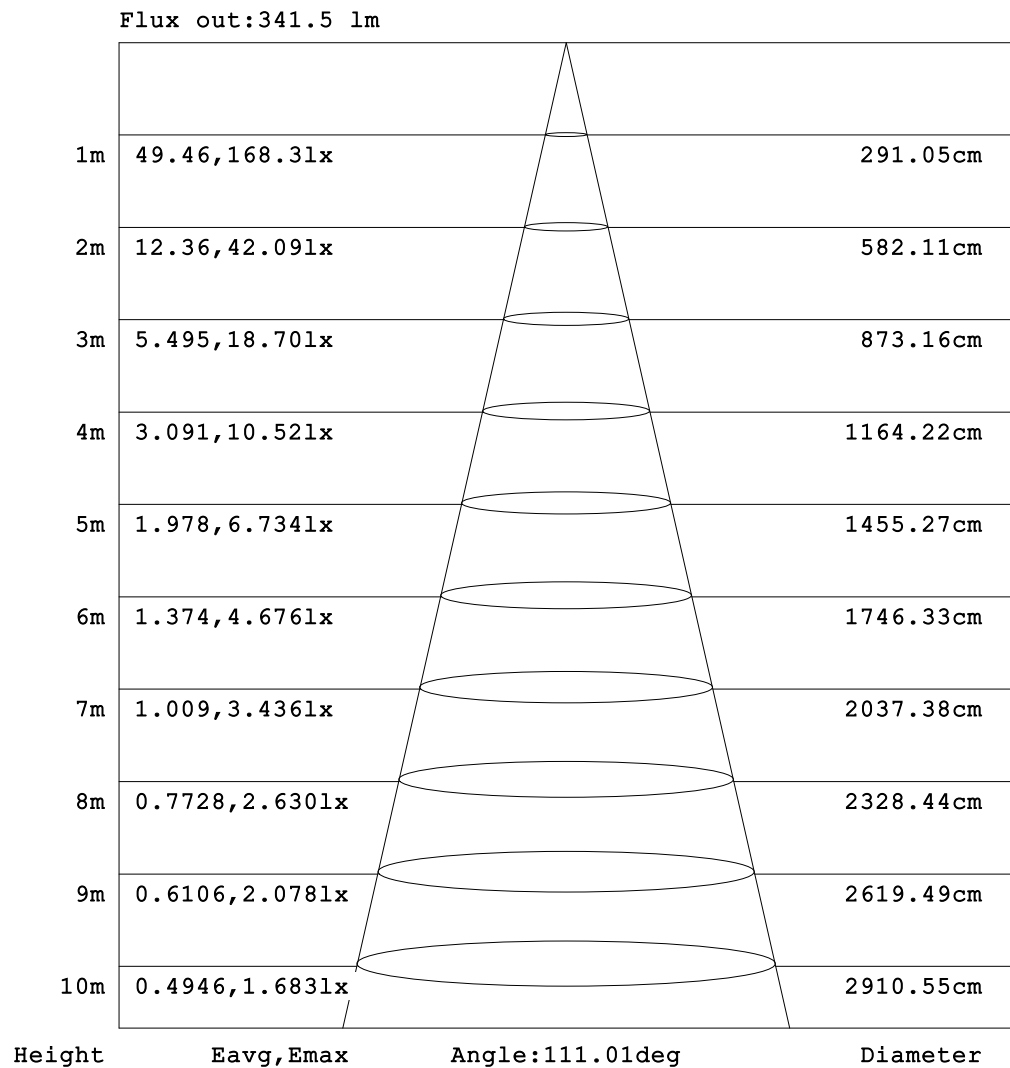 Flux out:341.5 lm
1m 49.46,168.3lx 291.05cm
2m 12.36,42.09lx 582.11cm
3m 5.495,18.70lx 873.16cm
4m 3.091,10.52lx 1164.22cm
5m 1.978,6.734lx 1455.27cm
6m 1.374,4.676lx 1746.33cm
7m 1.009,3.436lx 2037.38cm
8m 0.7728,2.630lx 2328.44cm
9m 0.6106,2.078lx 2619.49cm
10m 0.4946,1.683lx 2910.55cm
Height Eavg,Emax Angle:111.01deg Diameter